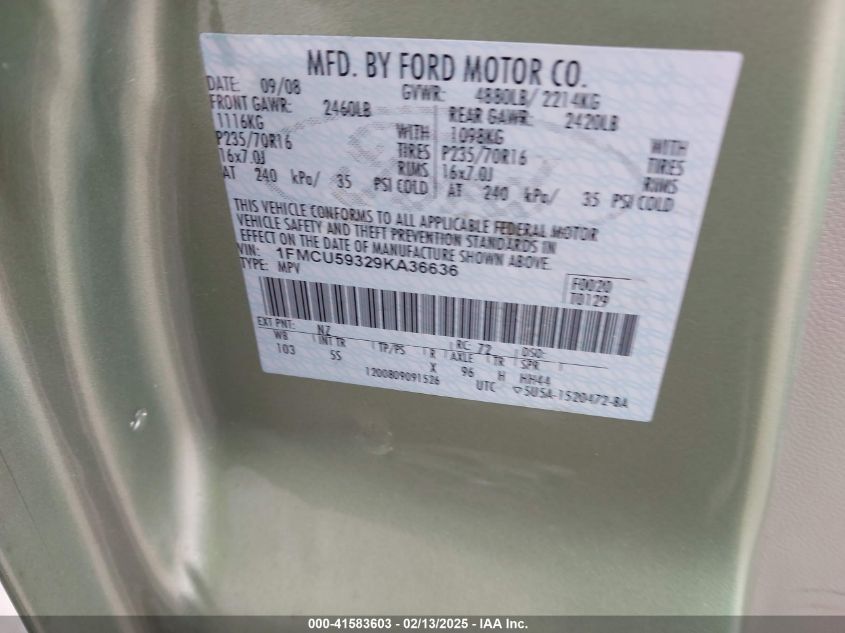 MFD. BY FORD MOTOR CO.
DATE: 09/08 GVWR: 4880LB/ 2214KG
FRONT GAWR: 2460LB REAR GAWR: 2420LB
1116KG WITH 1098KG WITH
P235/70R16 TIRES P235/70R16 TIRES
16x7.0J RIMS 16x7.0J RIMS
AT 240 kPa/ 35 PSI COLD AT 240 kPa/ 35 PSI COLD
THIS VEHICLE CONFORMS TO ALL APPLICABLE FEDERAL MOTOR
VEHICLE SAFETY AND THEFT PREVENTION STANDARDS IN
EFFECT ON THE DATE OF MANUFACTURE SHOWN ABOVE.
VIN: 1FMCU59329KA36636
TYPE: MPV
F0020
T0129
EXT PNT: NZ RC: 72 DSO:
WB INT TR TP/PS R AXLE TR SPR
103 5S X 96 H HH44
1200809091526 UTC ▽5U5A-1520472-BA
000-41583603 — 02/13/2025 — IAA Inc.